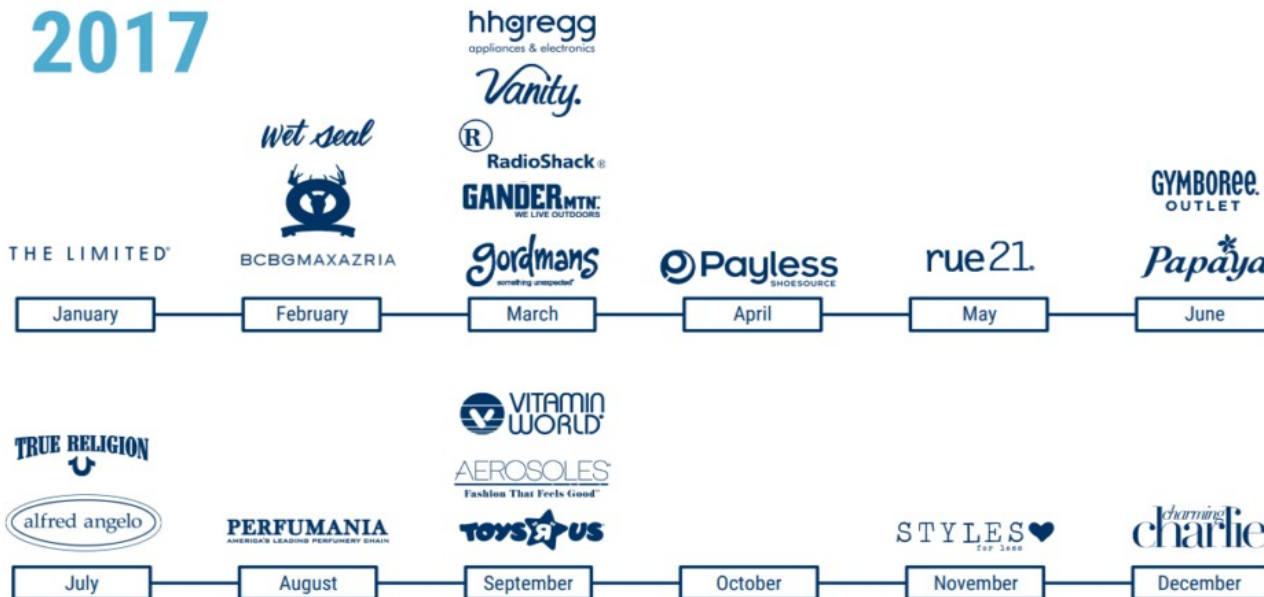 2017
hhgregg
appliances & electronics
Vanity.
wet seal
R
RadioShack®
GANDER MTN.
WE LIVE OUTDOORS
GYMBOREE.
OUTLET
THE LIMITED®
BCBGMAXAZRIA
gordmans
something unexpected®
Payless
SHOESOURCE
rue21.
Papaya
January
February
March
April
May
June
VITAMIN
WORLD®
TRUE RELIGION
AEROSOLES™
Fashion That Feels Good™
alfred angelo
PERFUMANIA
AMERICA'S LEADING PERFUMERY CHAIN
TOYS R US
STYLES
for less
charming
charlie
July
August
September
October
November
December